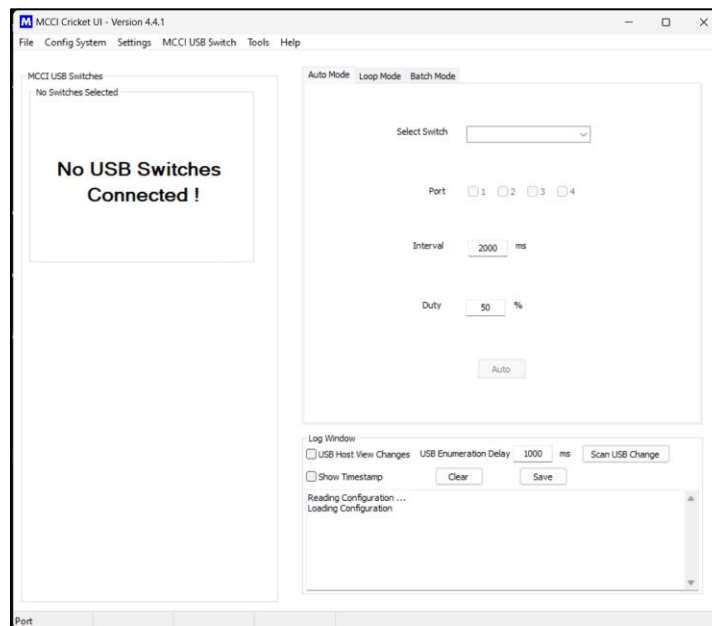 M MCCI Cricket UI - Version 4.4.1
File Config System Settings MCCI USB Switch Tools Help
MCCI USB Switches
No Switches Selected
No USB Switches
Connected !
Auto Mode Loop Mode Batch Mode
Select Switch
Port 1 2 3 4
Interval 2000 ms
Duty 50 %
Auto
Log Window
USB Host View Changes USB Enumeration Delay 1000 ms Scan USB Change
Show Timestamp Clear Save
Reading Configuration ...
Loading Configuration
Port